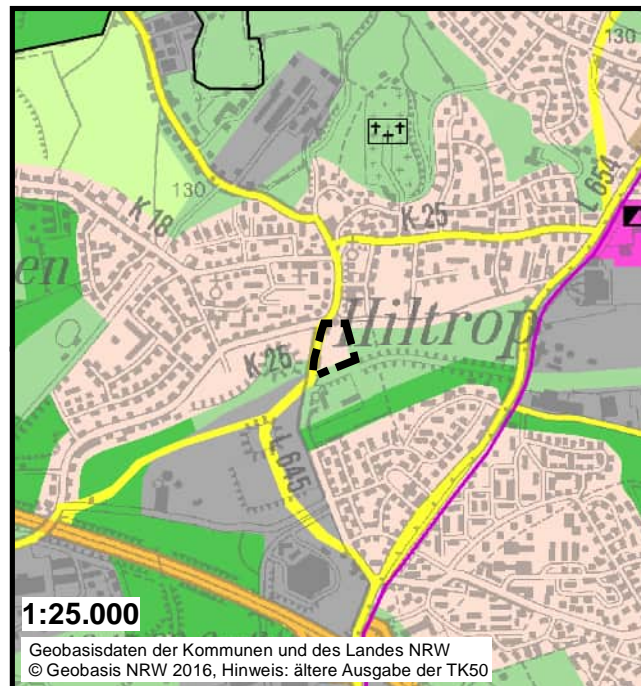 130
130
K 18
K 25
L 654
en
Hiltrop
K 25
L 645
1:25.000
Geobasisdaten der Kommunen und des Landes NRW
© Geobasis NRW 2016, Hinweis: ältere Ausgabe der TK50